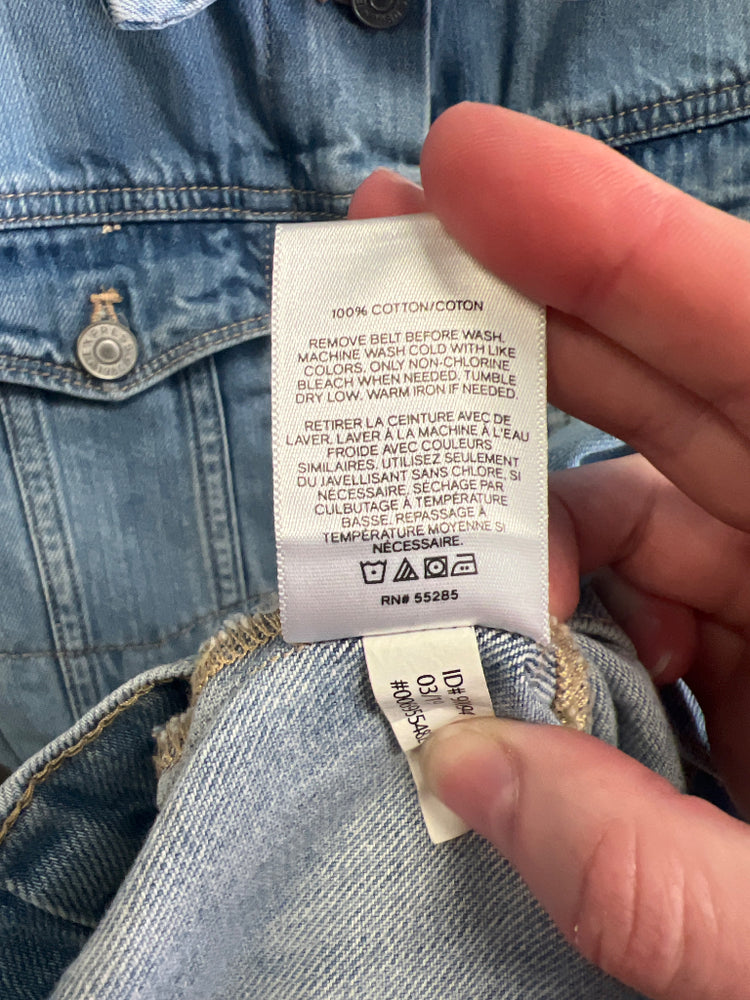 100% COTTON/COTON
REMOVE BELT BEFORE WASH.
MACHINE WASH COLD WITH LIKE
COLORS. ONLY NON-CHLORINE
BLEACH WHEN NEEDED. TUMBLE
DRY LOW. WARM IRON IF NEEDED.
RETIRER LA CEINTURE AVEC DE
LAVER. LAVER À LA MACHINE À L'EAU
FROIDE AVEC COULEURS
SIMILAIRES. UTILISEZ SEULEMENT
DU JAVELLISANT SANS CHLORE, SI
NÉCESSAIRE. SÉCHAGE PAR
CULBUTAGE À TEMPÉRATURE
BASSE. REPASSAGE À
TEMPÉRATURE MOYENNE SI
NÉCESSAIRE.
RN# 55285
ID#
EXPRESS